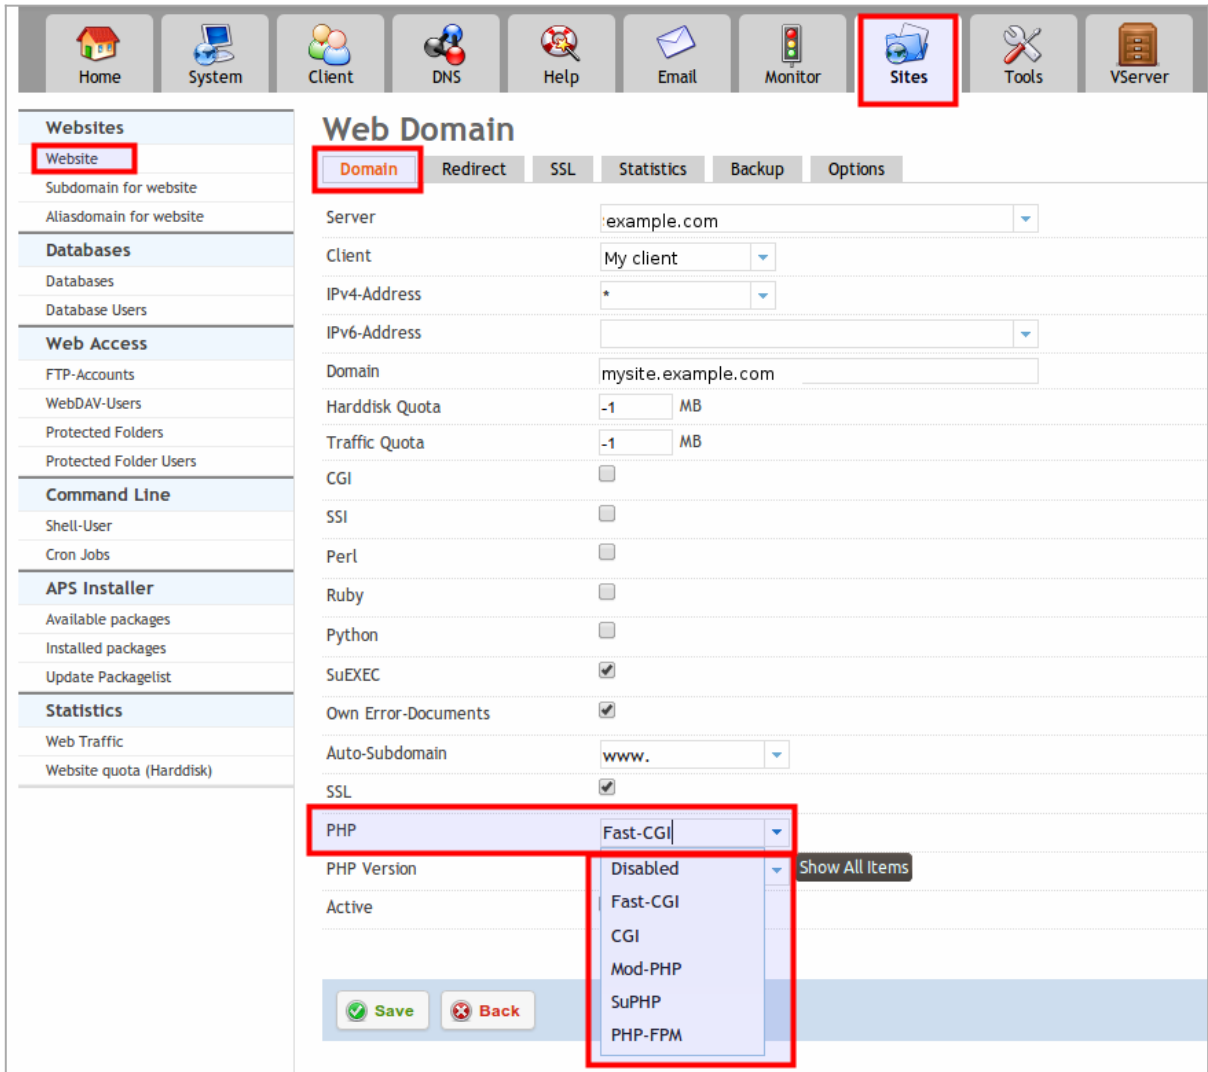 Home System Client DNS Help Email Monitor Sites Tools VServer
Websites
Website
Subdomain for website
Aliasdomain for website
Databases
Databases
Database Users
Web Access
FTP-Accounts
WebDAV-Users
Protected Folders
Protected Folder Users
Command Line
Shell-User
Cron Jobs
APS Installer
Available packages
Installed packages
Update Packagelist
Statistics
Web Traffic
Website quota (Harddisk)
Web Domain
Domain Redirect SSL Statistics Backup Options
Server example.com
Client My client
IPv4-Address *
IPv6-Address
Domain mysite.example.com
Harddisk Quota -1 MB
Traffic Quota -1 MB
CGI
SSI
Perl
Ruby
Python
SuEXEC
Own Error-Documents
Auto-Subdomain www.
SSL
PHP Fast-CGI
PHP Version Show All Items
Active
Disabled
Fast-CGI
CGI
Mod-PHP
SuPHP
PHP-FPM
Save Back